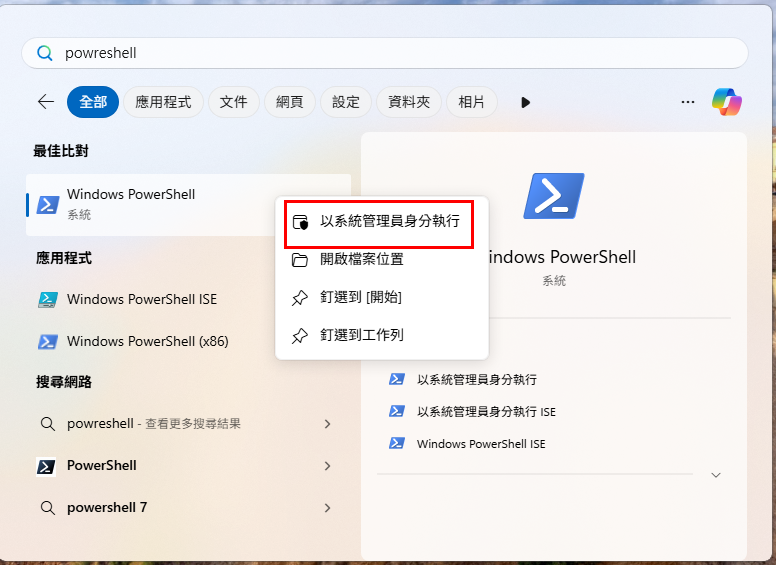 powreshell
全部 應用程式 文件 網頁 設定 資料夾 相片
最佳比對
Windows PowerShell
系統
應用程式
Windows PowerShell ISE
Windows PowerShell (x86)
搜尋網路
powreshell - 查看更多搜尋結果
PowerShell
powershell 7
以系統管理員身分執行
開啟檔案位置
釘選到 [開始]
釘選到工作列
indows PowerShell
系統
以系統管理員身分執行
以系統管理員身分執行 ISE
Windows PowerShell ISE